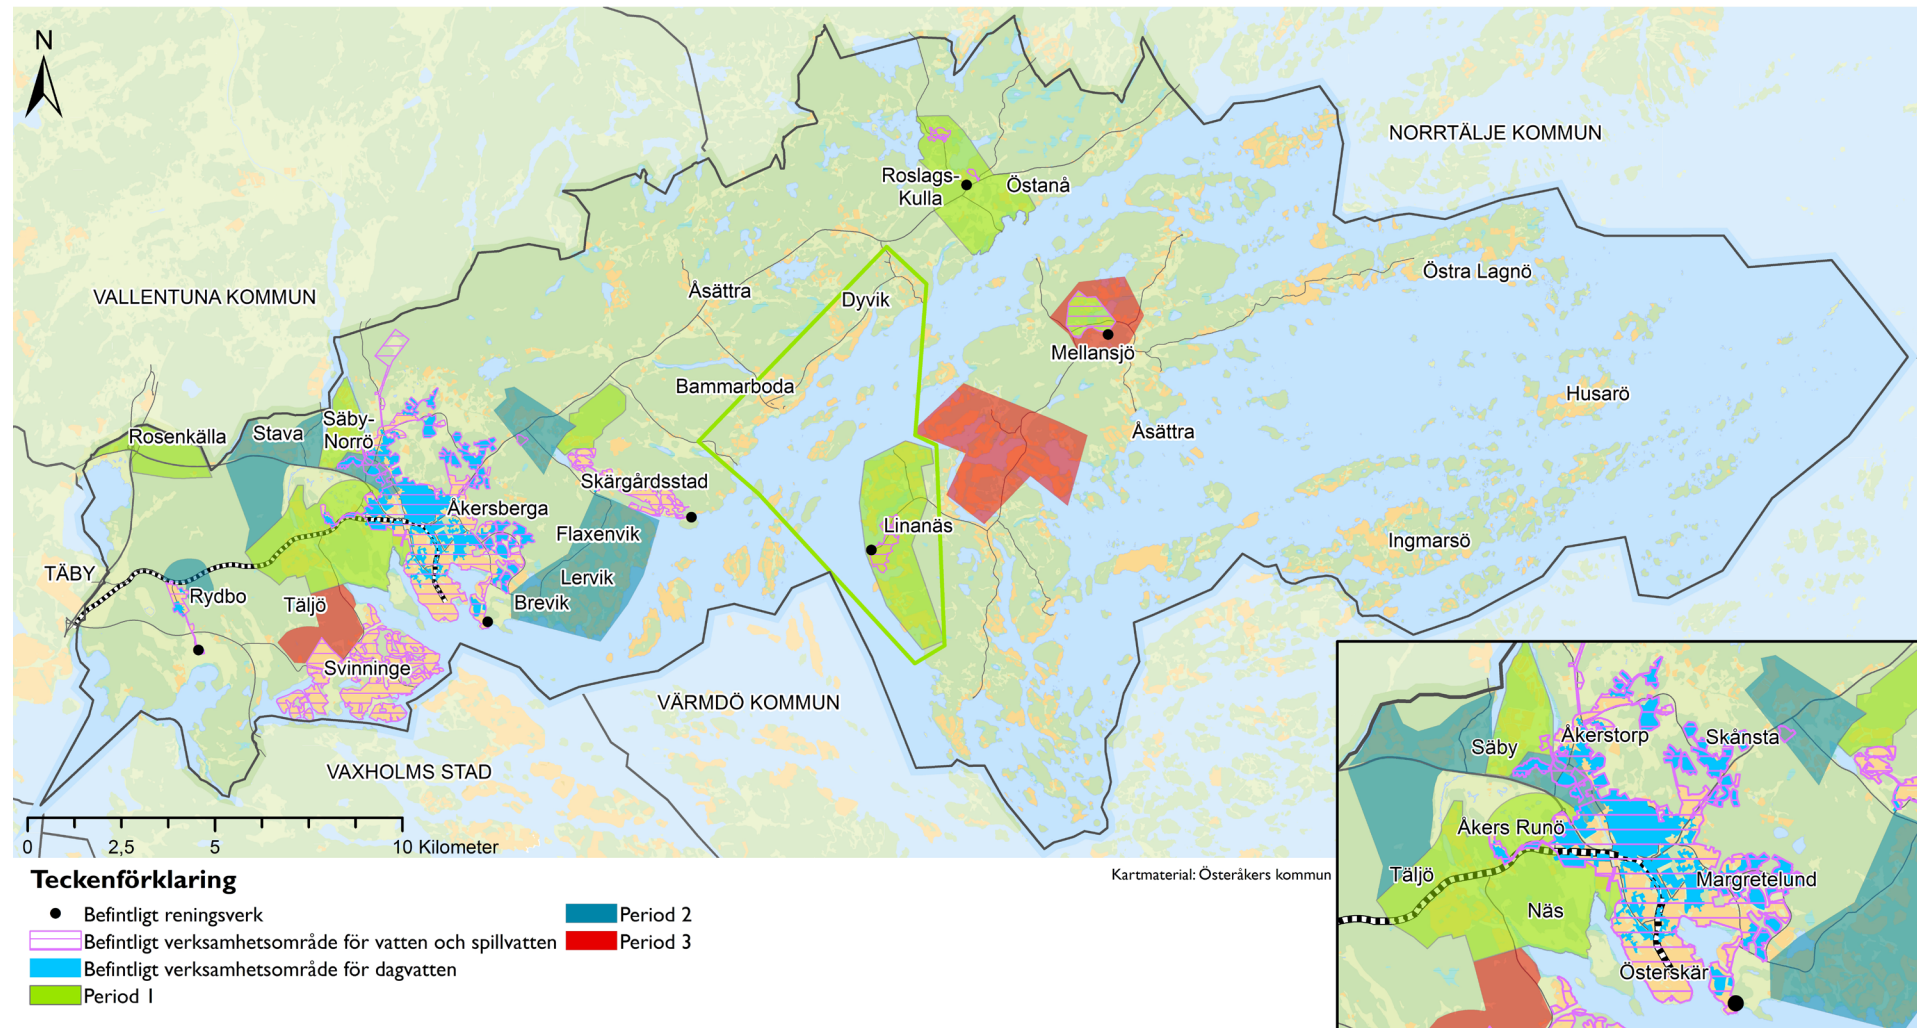 N
NORRTÄLJE KOMMUN
Roslags-
Kulla
Östanå
Östra Lagnö
Åsättra
VALLENTUNA KOMMUN
Dyvik
Mellansjö
Bammarboda
Husarö
Säby-
Norrö
Stava
Rosenkälla
Åsättra
Skärgårdsstad
Åkersberga
Linanäs
Flaxenvik
Ingmarsö
TÄBY
Lervik
Rydbo
Täljö
Brevik
Svinninge
VÄRMDÖ KOMMUN
VAXHOLMS STAD
0 2,5 5 10 Kilometer
Säby
Åkerstorp
Skånsta
Åkers Runö
Täljö
Margretelund
Näs
Österskär
Kartmaterial: Österåkers kommun
Teckenförklaring
Befintligt reningsverk
Befintligt verksamhetsområde för vatten och spillvatten
Befintligt verksamhetsområde för dagvatten
Period 1
Period 2
Period 3